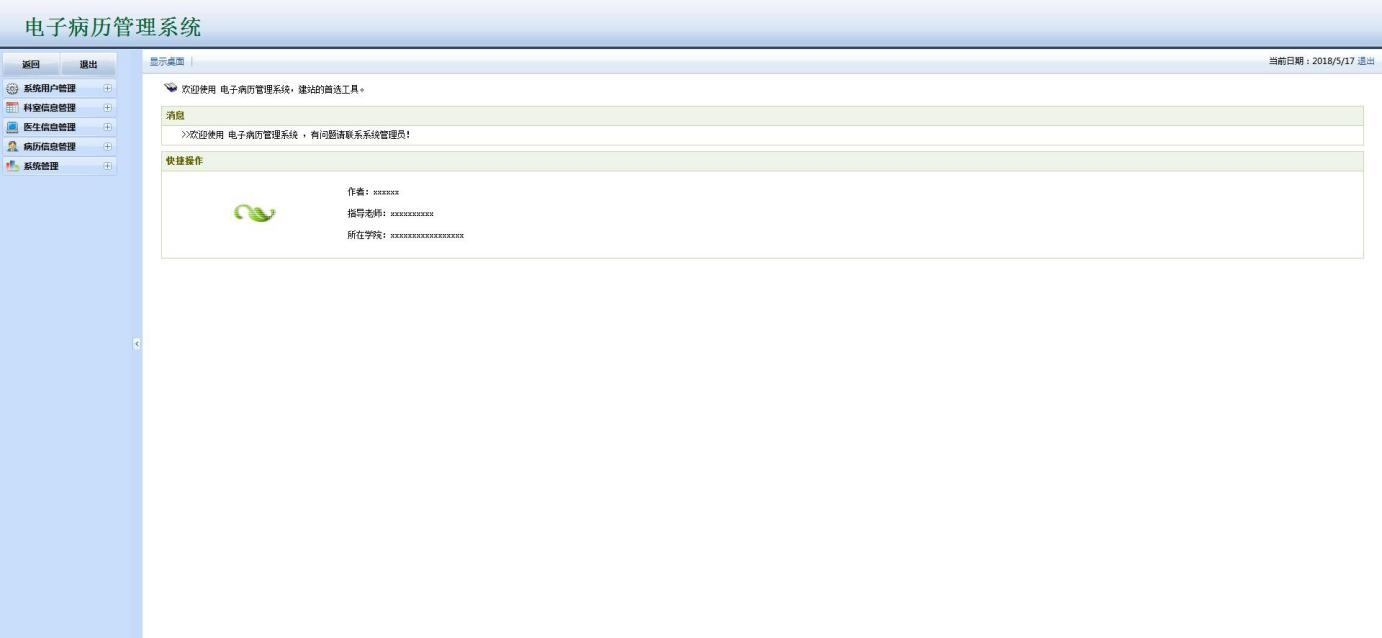 电子病历管理系统
返回 退出
显示桌面 当前日期：2018/5/17 退出
系统用户管理
科室信息管理
医生信息管理
病历信息管理
系统管理
欢迎使用 电子病历管理系统，建站的首选工具。
消息
>>欢迎使用 电子病历管理系统 ，有问题请联系系统管理员!
快捷操作
作者：xxxxxx
指导老师：xxxxxxxxxx
所在学院：xxxxxxxxxxxxxxxxx